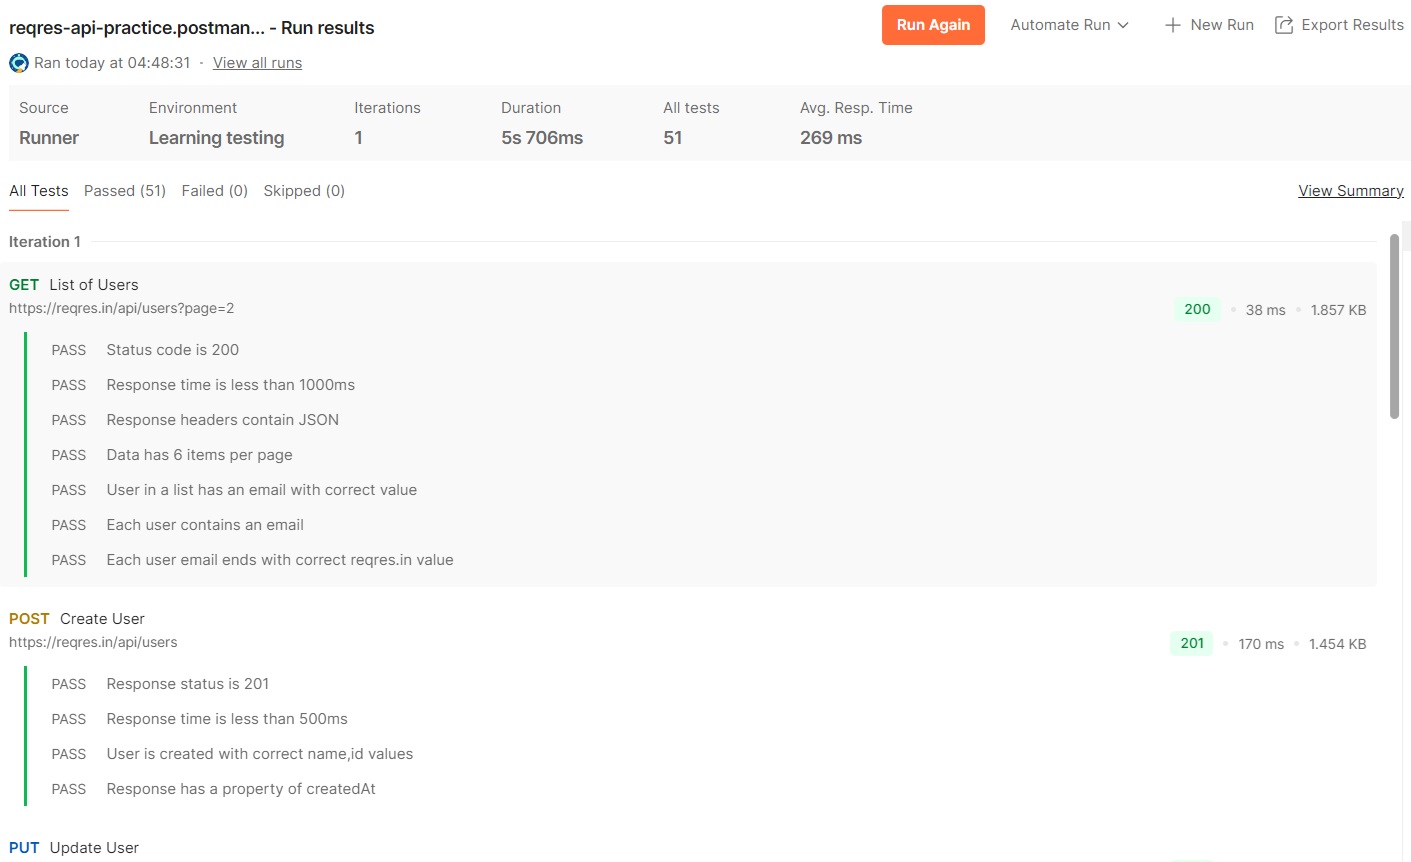 reqres-api-practice.postman... - Run results
Run Again
Automate Run
New Run
Export Results
Ran today at 04:48:31 · View all runs
Source Environment Iterations Duration All tests Avg. Resp. Time
Runner Learning testing 1 5s 706ms 51 269 ms
All Tests Passed (51) Failed (0) Skipped (0) View Summary
Iteration 1
GET List of Users
https://reqres.in/api/users?page=2
200 • 38 ms • 1.857 KB
PASS Status code is 200
PASS Response time is less than 1000ms
PASS Response headers contain JSON
PASS Data has 6 items per page
PASS User in a list has an email with correct value
PASS Each user contains an email
PASS Each user email ends with correct reqres.in value
POST Create User
https://reqres.in/api/users
201 • 170 ms • 1.454 KB
PASS Response status is 201
PASS Response time is less than 500ms
PASS User is created with correct name,id values
PASS Response has a property of createdAt
PUT Update User